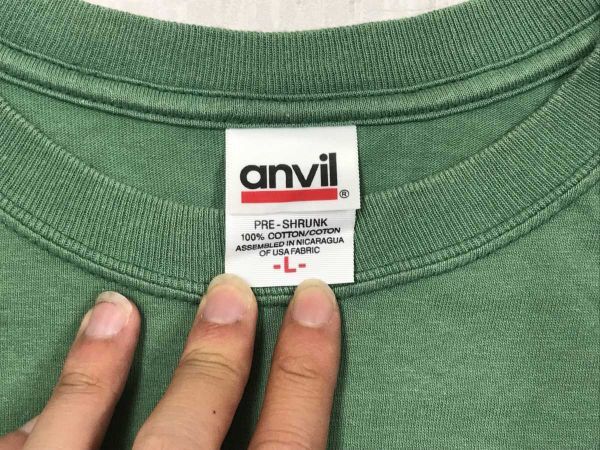 anvil®
PRE-SHRUNK
100% COTTON/COTON
ASSEMBLED IN NICARAGUA
OF USA FABRIC
-L-